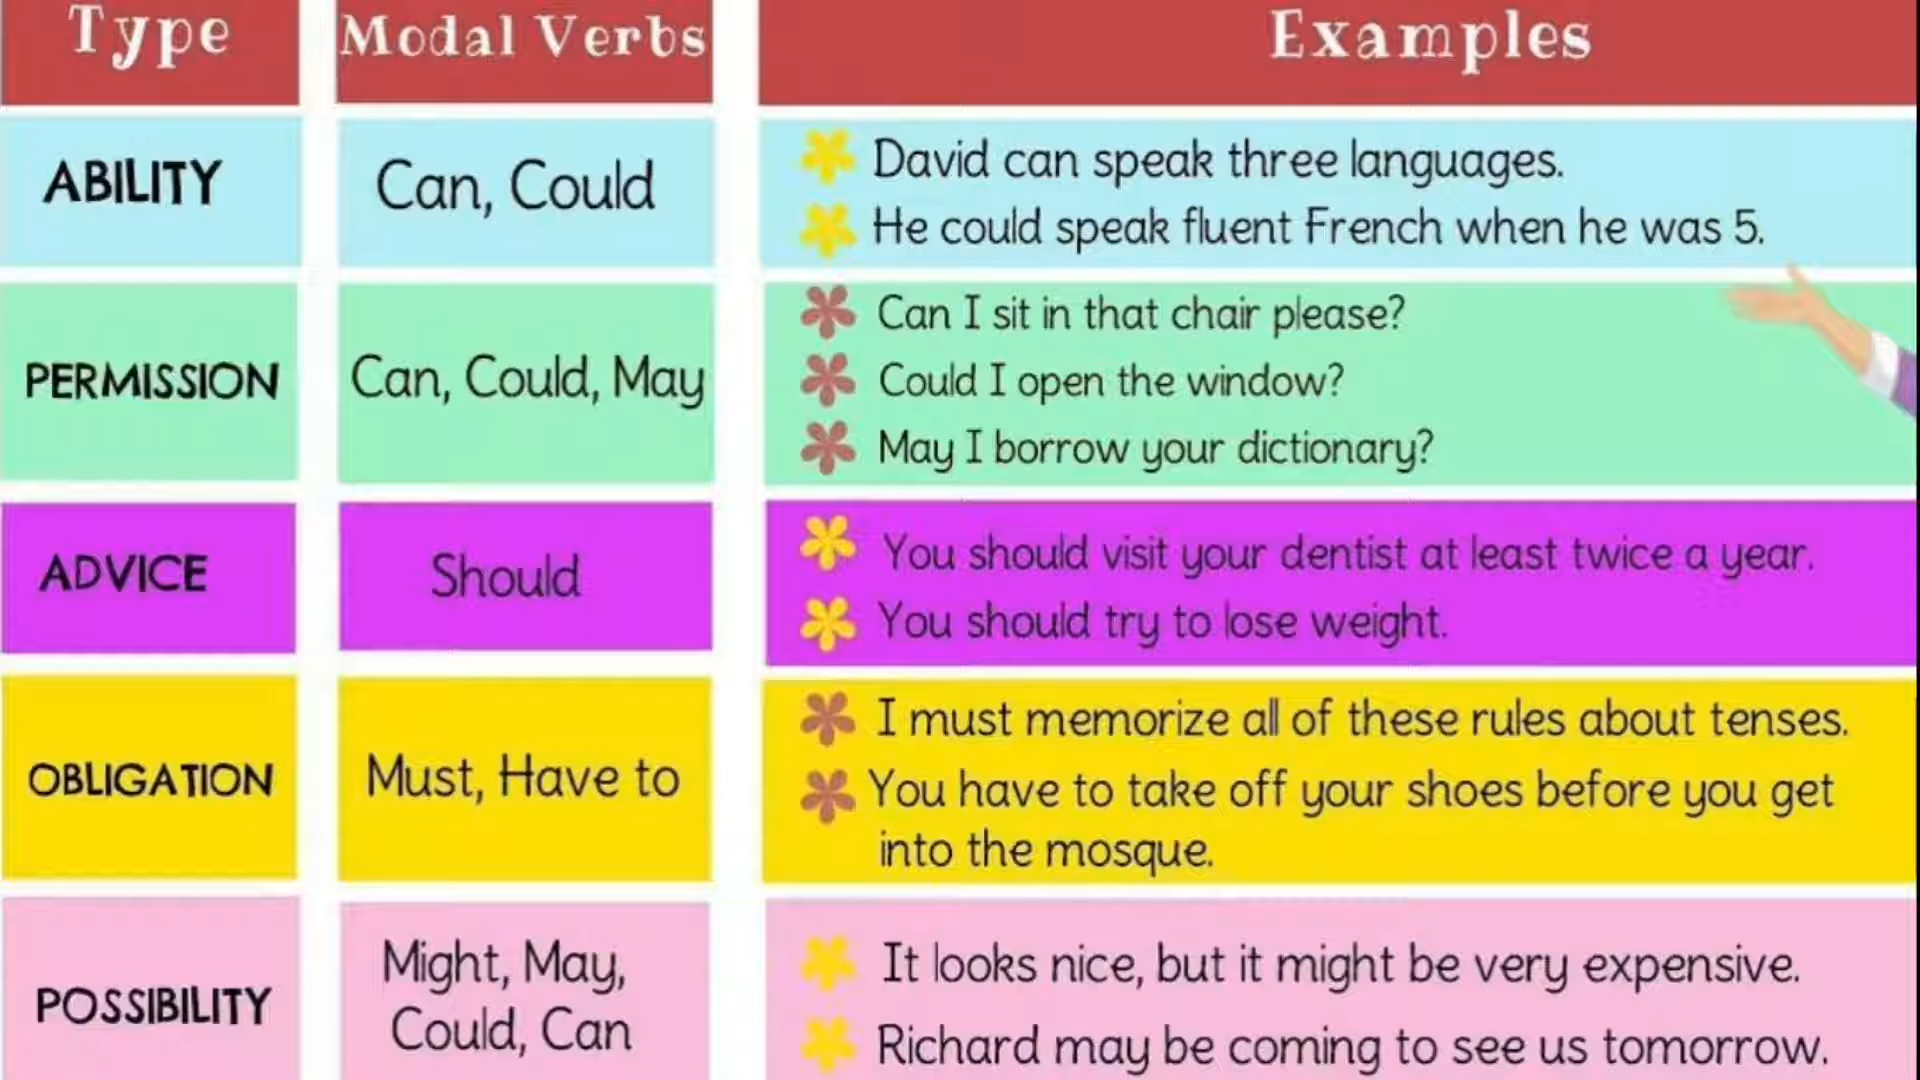 Type Modal Verbs Examples
ABILITY Can, Could David can speak three languages.
He could speak fluent French when he was 5.
PERMISSION Can, Could, May Can I sit in that chair please?
Could I open the window?
May I borrow your dictionary?
ADVICE Should You should visit your dentist at least twice a year.
You should try to lose weight.
OBLIGATION Must, Have to I must memorize all of these rules about tenses.
You have to take off your shoes before you get
into the mosque.
POSSIBILITY Might, May, It looks nice, but it might be very expensive.
Could, Can Richard may be coming to see us tomorrow.